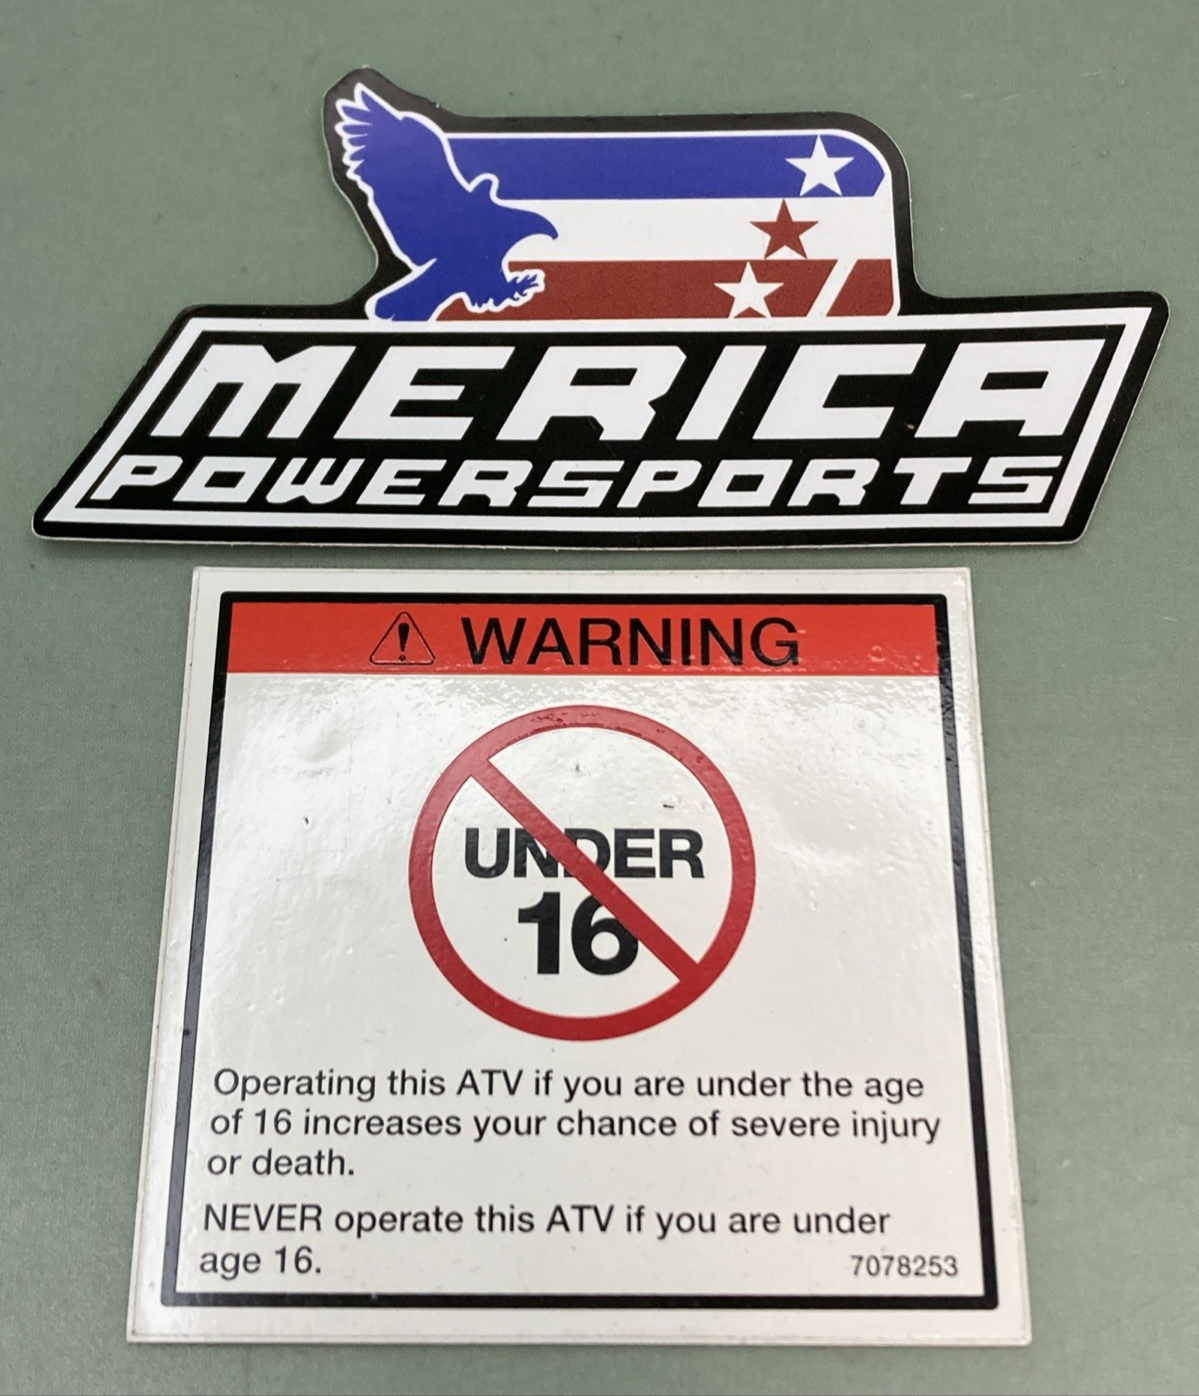 MERICA
POWERSPORTS
WARNING
UNDER
16
Operating this ATV if you are under the age
of 16 increases your chance of severe injury
or death.
NEVER operate this ATV if you are under
age 16.
7078253